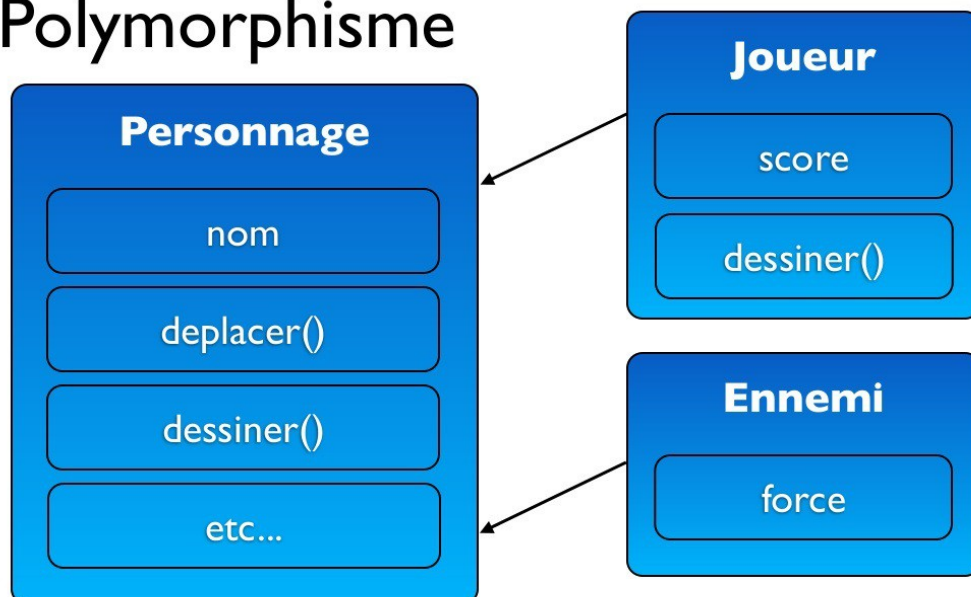 Polymorphisme
Personnage
nom
deplacer()
dessiner()
etc...
Joueur
score
dessiner()
Ennemi
force